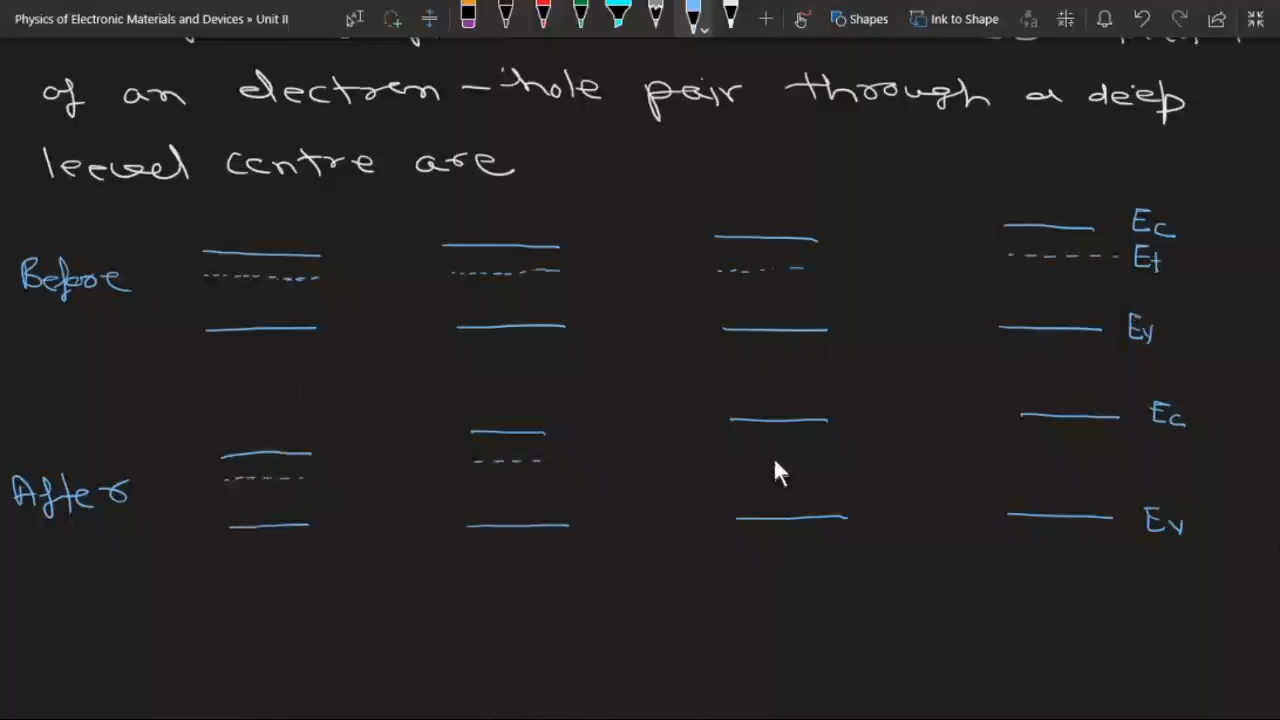 Physics of Electronic Materials and Devices » Unit II
Shapes
Ink to Shape
of an electron - hole pair through a deep
leevel centre are
Ec
Before
Et
Ev
Ec
After
Ev